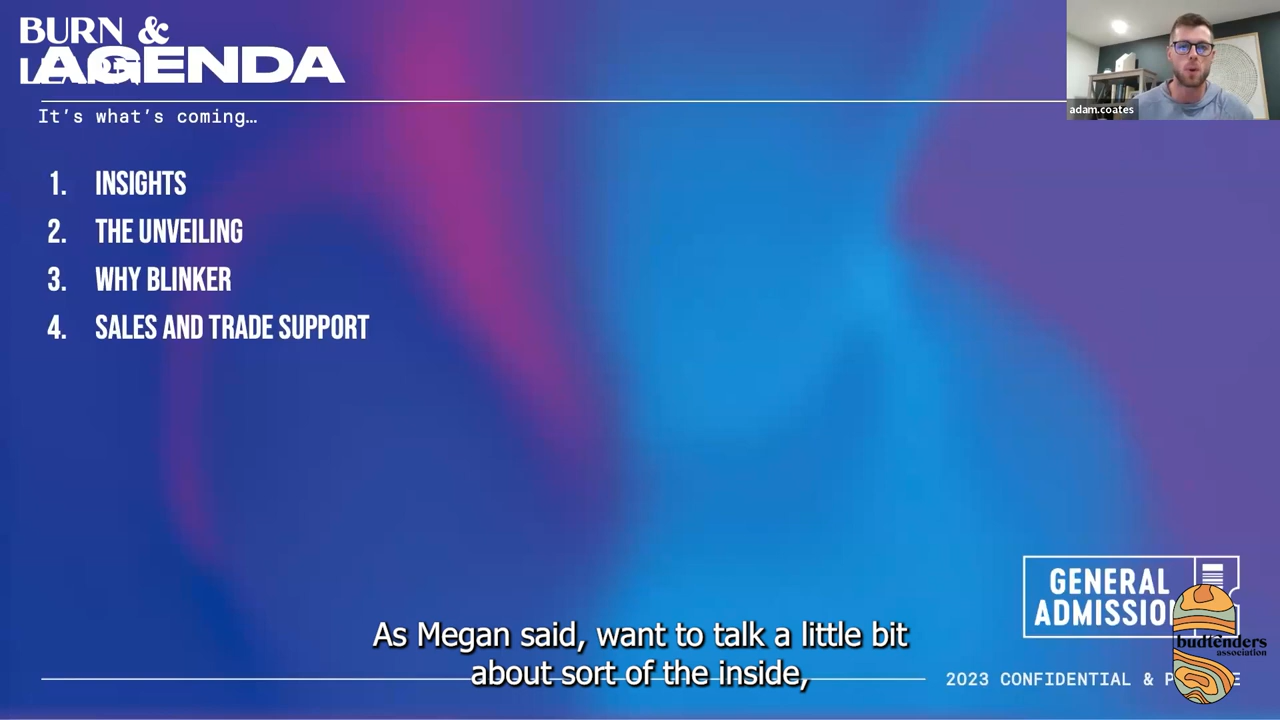 BURN &
AGENDA
It's what's coming…
adam.coates
1. INSIGHTS
2. THE UNVEILING
3. WHY BLINKER
4. SALES AND TRADE SUPPORT
GENERAL
ADMISSION
budtenders
association
As Megan said, want to talk a little bit
about sort of the inside,
2023 CONFIDENTIAL &